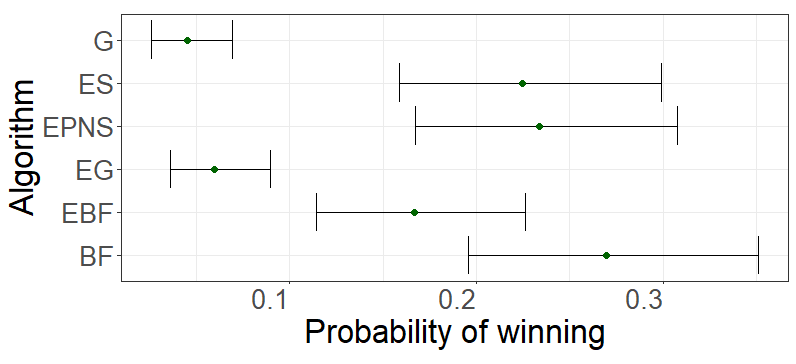 Algorithm
G
ES
EPNS
EG
EBF
BF
0.1 0.2 0.3
Probability of winning